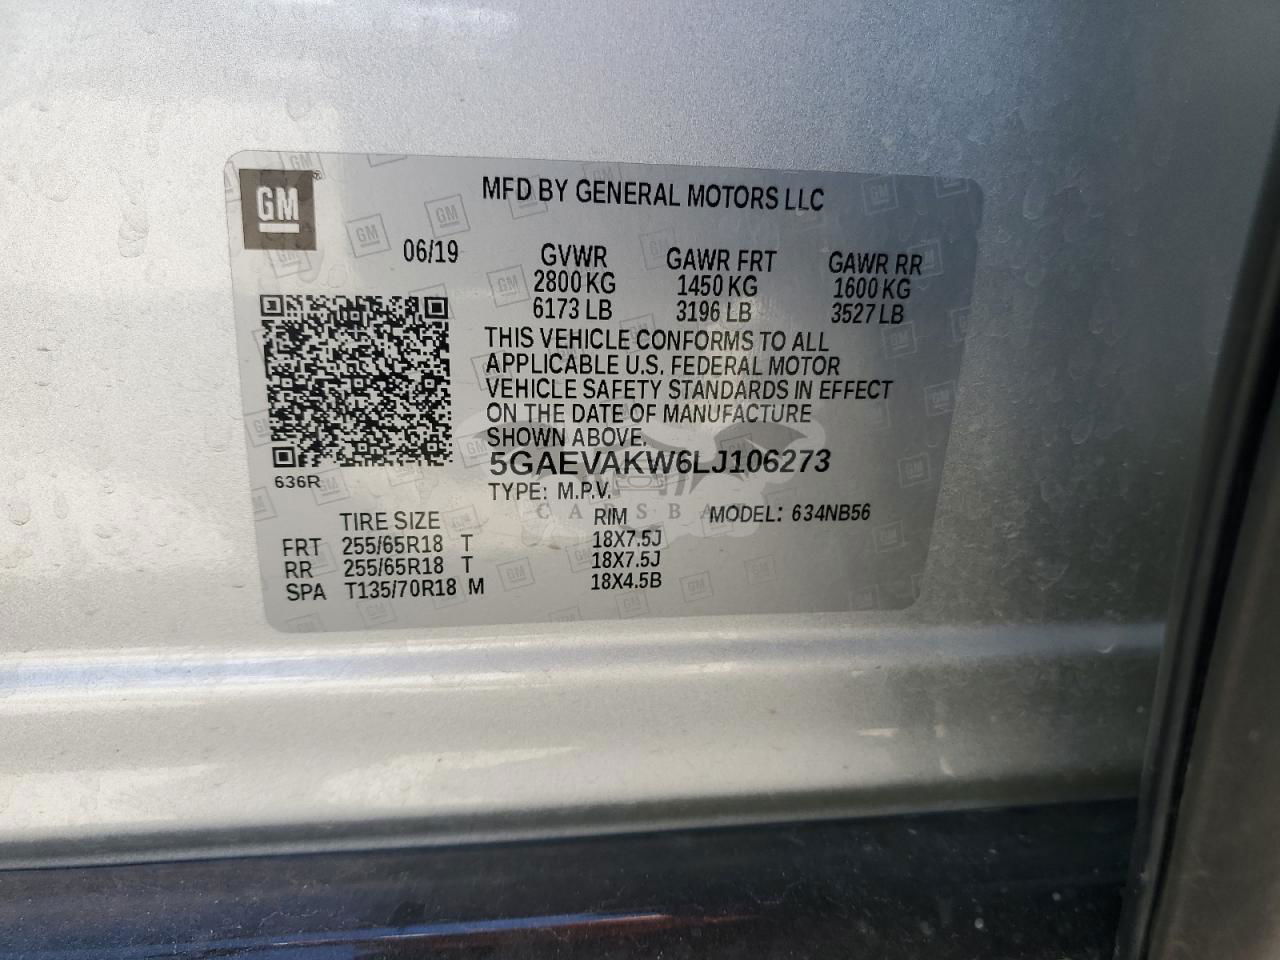 GM
MFD BY GENERAL MOTORS LLC
06/19 GVWR GAWR FRT GAWR RR
2800 KG 1450 KG 1600 KG
6173 LB 3196 LB 3527 LB
THIS VEHICLE CONFORMS TO ALL
APPLICABLE U.S. FEDERAL MOTOR
VEHICLE SAFETY STANDARDS IN EFFECT
ON THE DATE OF MANUFACTURE
SHOWN ABOVE.
5GAEVAKW6LJ106273
636R
TYPE: M.P.V.
MODEL: 634NB56
TIRE SIZE RIM
FRT 255/65R18 T 18X7.5J
RR 255/65R18 T 18X7.5J
SPA T135/70R18 M 18X4.5B